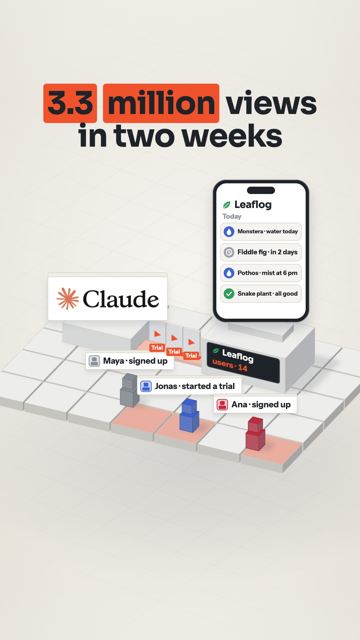 3.3 million views
in two weeks
Leaflog
Today
Monstera · water today
Fiddle fig · in 2 days
Pothos · mist at 6 pm
Snake plant · all good
Claude
Trial
Trial
Trial
Leaflog
users · 14
Maya · signed up
Jonas · started a trial
Ana · signed up